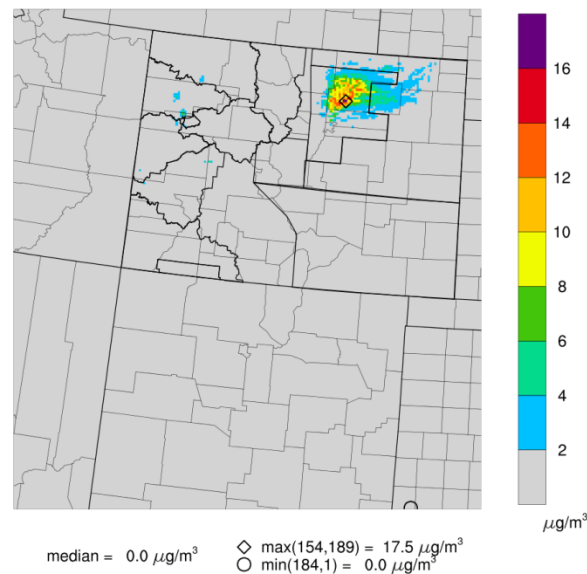 16
14
12
10
8
6
4
2
μg/m³
median = 0.0 μg/m³
◇ max(154,189) = 17.5 μg/m³
○ min(184,1) = 0.0 μg/m³